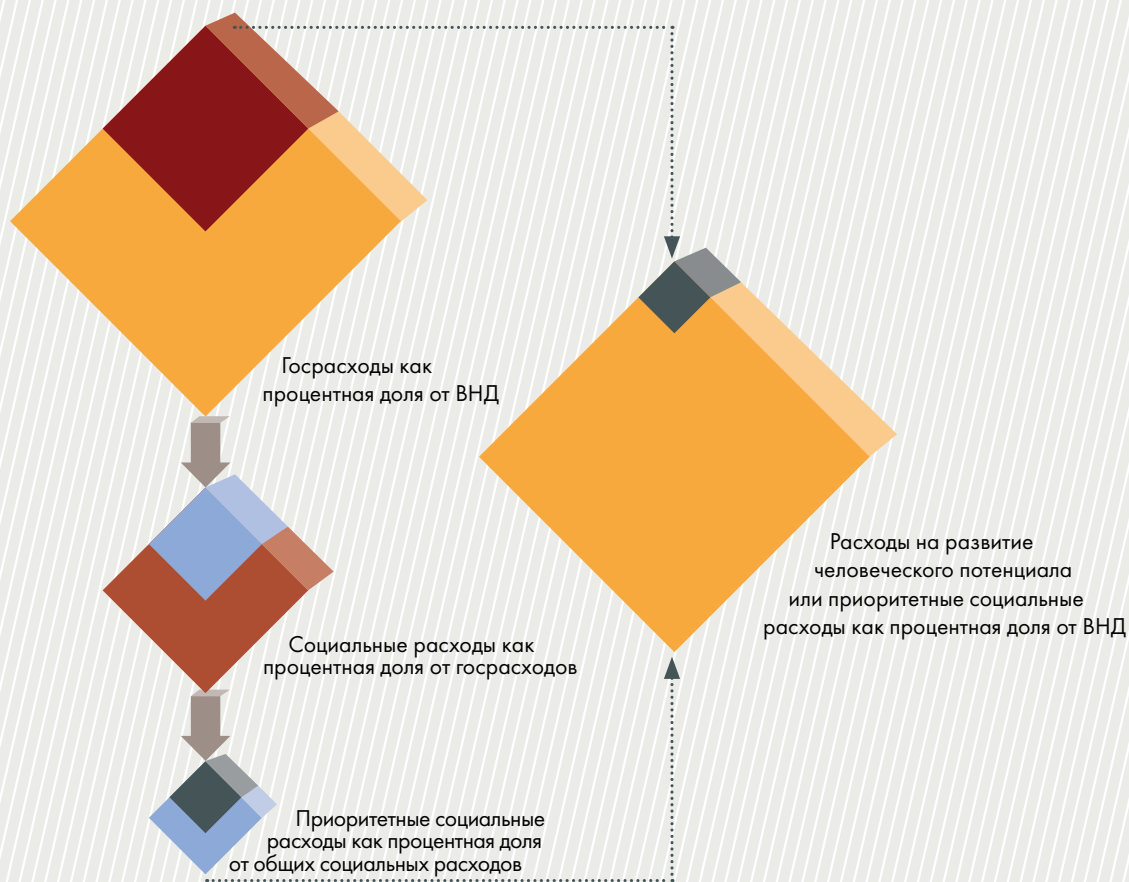 Госрасходы как
процентная доля от ВНД
Социальные расходы как
процентная доля от госрасходов
Приоритетные социальные
расходы как процентная доля
от общих социальных расходов
Расходы на развитие
человеческого потенциала
или приоритетные социальные
расходы как процентная доля от ВНД